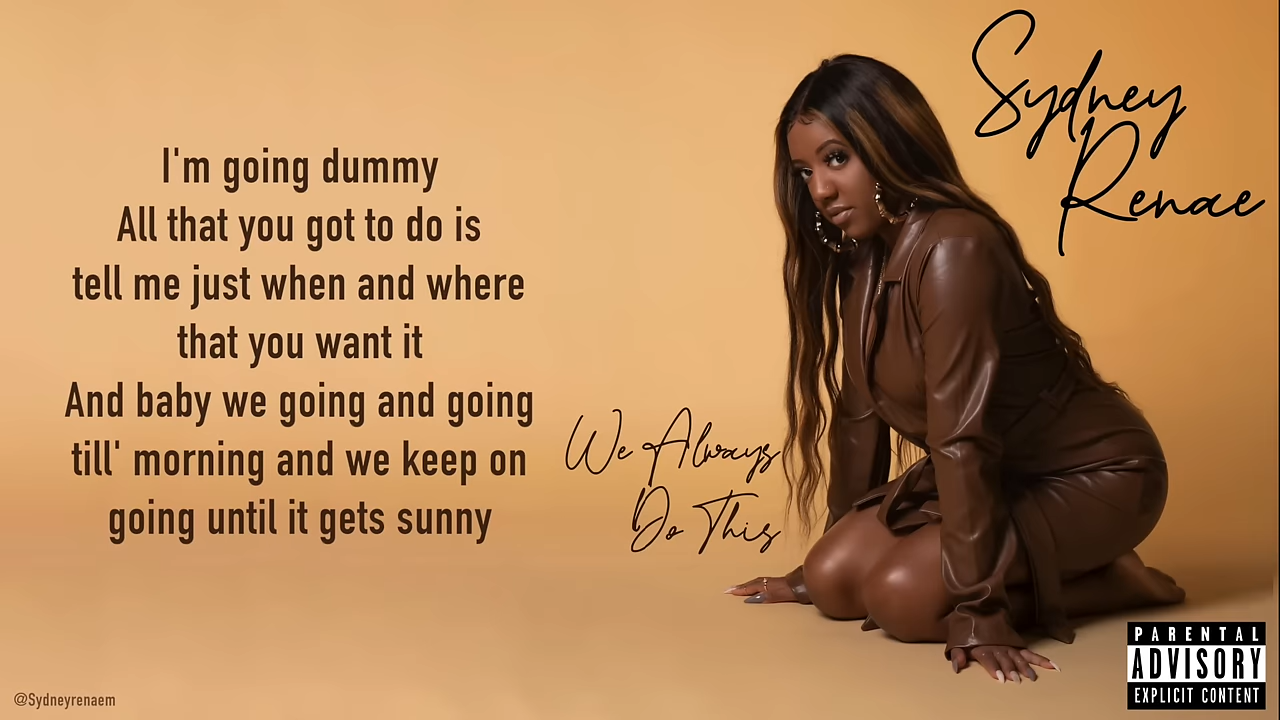 Sydney
Renae
I'm going dummy
All that you got to do is
tell me just when and where
that you want it
And baby we going and going
till' morning and we keep on
going until it gets sunny
We Always
Do This
@Sydneyrenaem
PARENTAL
ADVISORY
EXPLICIT CONTENT